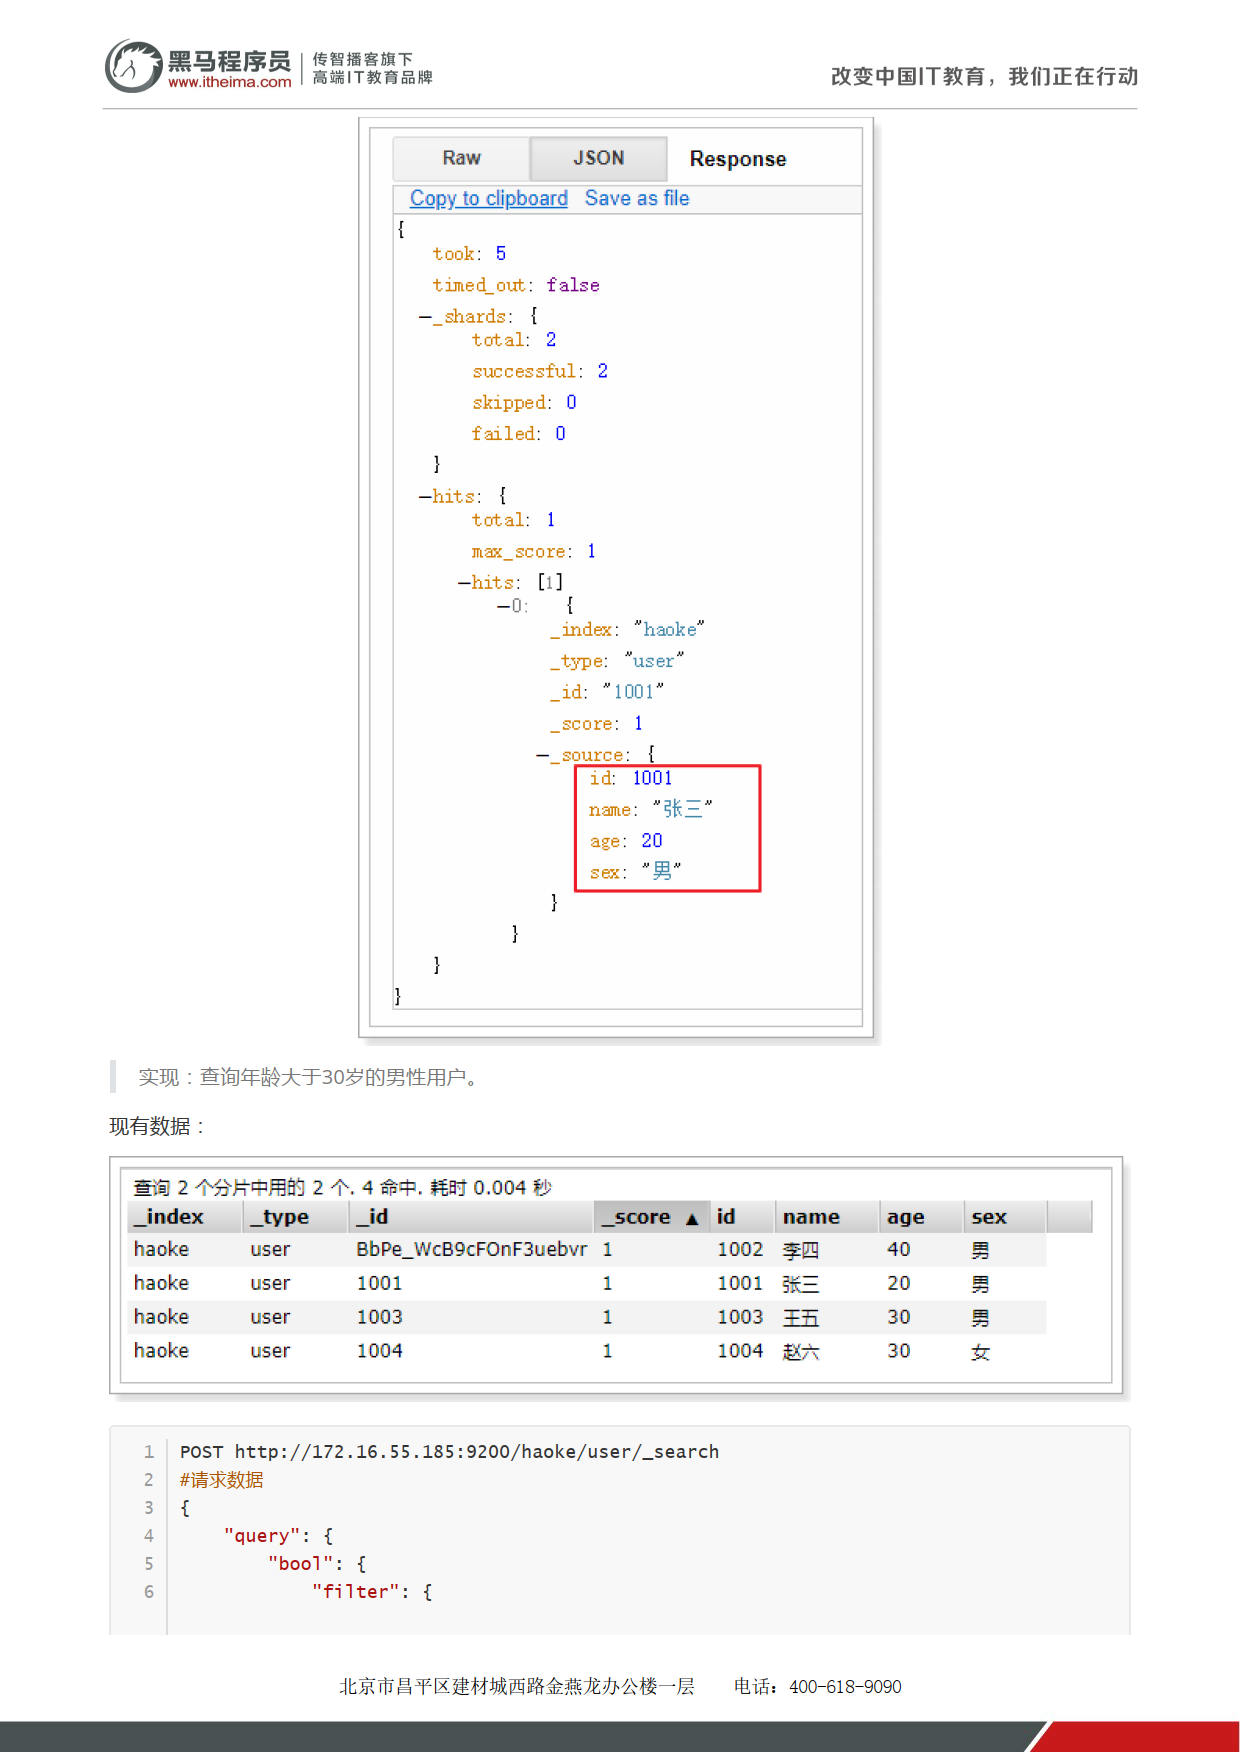 黑马程序员
www.itheima.com
传智播客旗下
高端IT教育品牌
改变中国IT教育，我们正在行动
Raw JSON Response
Copy to clipboard Save as file
{
took: 5
timed_out: false
−_shards: {
total: 2
successful: 2
skipped: 0
failed: 0
}
−hits: {
total: 1
max_score: 1
−hits: [1]
−0: {
_index: "haoke"
_type: "user"
_id: "1001"
_score: 1
−_source: {
id: 1001
name: "张三"
age: 20
sex: "男"
}
}
}
}
实现：查询年龄大于30岁的男性用户。
现有数据：
查询 2 个分片中用的 2 个. 4 命中. 耗时 0.004 秒
_index _type _id _score ▲ id name age sex
haoke user BbPe_WcB9cFOnF3uebvr 1 1002 李四 40 男
haoke user 1001 1 1001 张三 20 男
haoke user 1003 1 1003 王五 30 男
haoke user 1004 1 1004 赵六 30 女
1 POST http://172.16.55.185:9200/haoke/user/_search
2 #请求数据
3 {
4 "query": {
5 "bool": {
6 "filter": {
北京市昌平区建材城西路金燕龙办公楼一层 电话：400-618-9090